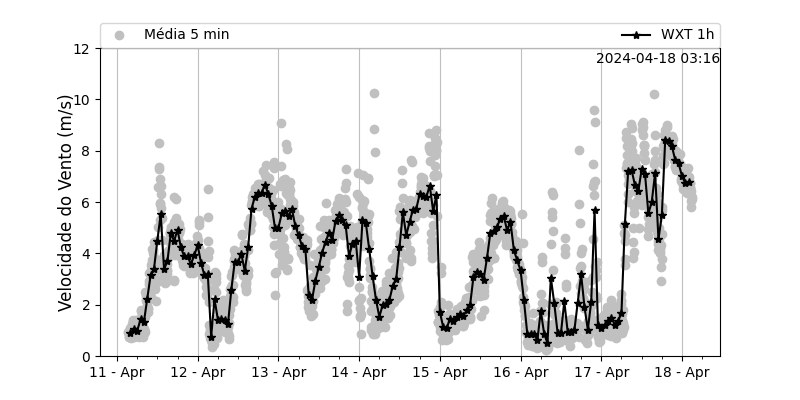 Média 5 min
WXT 1h
2024-04-18 03:16
Velocidade do Vento (m/s)
12
10
8
6
4
2
0
11 - Apr 12 - Apr 13 - Apr 14 - Apr 15 - Apr 16 - Apr 17 - Apr 18 - Apr